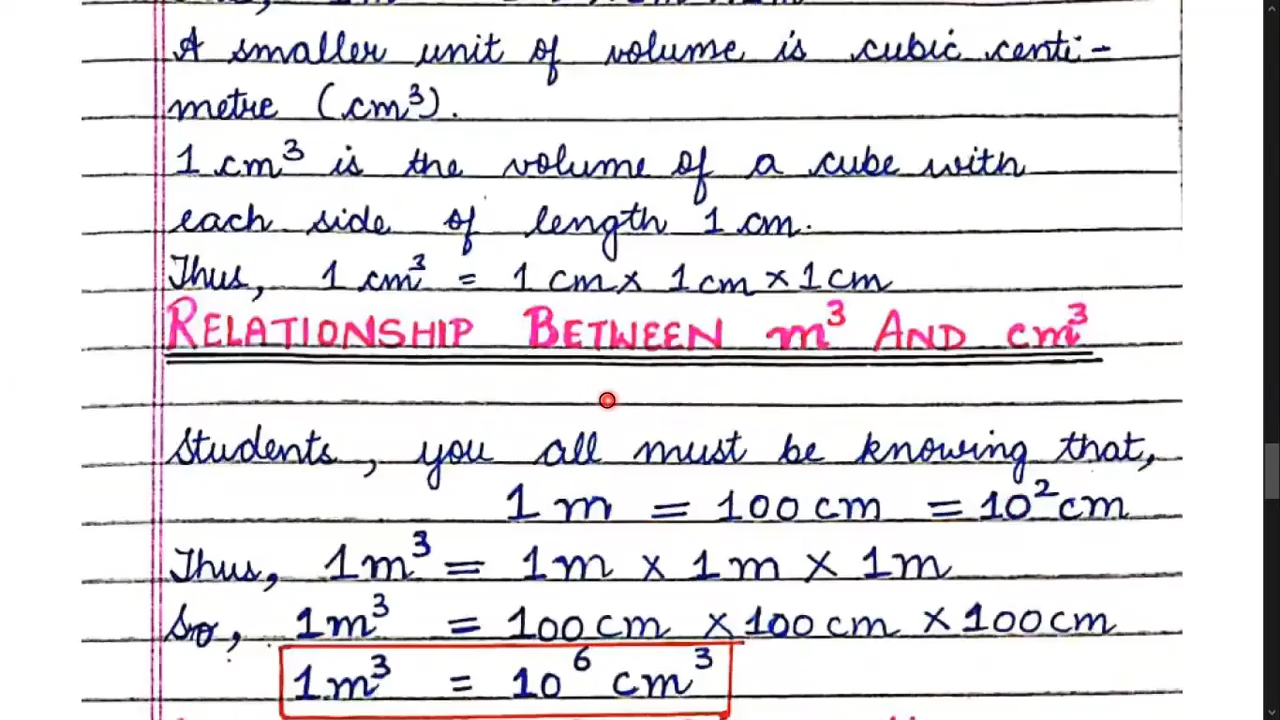 A smaller unit of volume is cubic centi-
metre (cm³).
1 cm³ is the volume of a cube with
each side of length 1 cm.
Thus, 1 cm³ = 1 cm × 1 cm × 1 cm
RELATIONSHIP BETWEEN m³ AND cm³
Students, you all must be knowing that,
1 m = 100 cm = 10² cm
Thus, 1m³ = 1m × 1m × 1m
So, 1m³ = 100 cm × 100 cm × 100 cm
1m³ = 10⁶ cm³